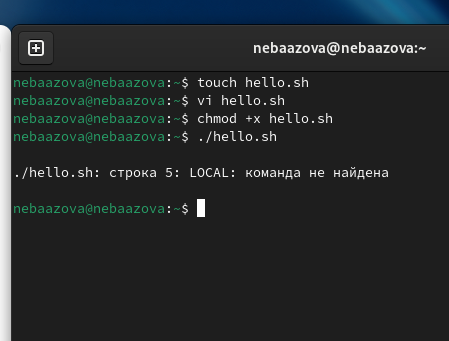 nebaazova@nebaazova:~
nebaazova@nebaazova:~$ touch hello.sh
nebaazova@nebaazova:~$ vi hello.sh
nebaazova@nebaazova:~$ chmod +x hello.sh
nebaazova@nebaazova:~$ ./hello.sh
./hello.sh: строка 5: LOCAL: команда не найдена
nebaazova@nebaazova:~$